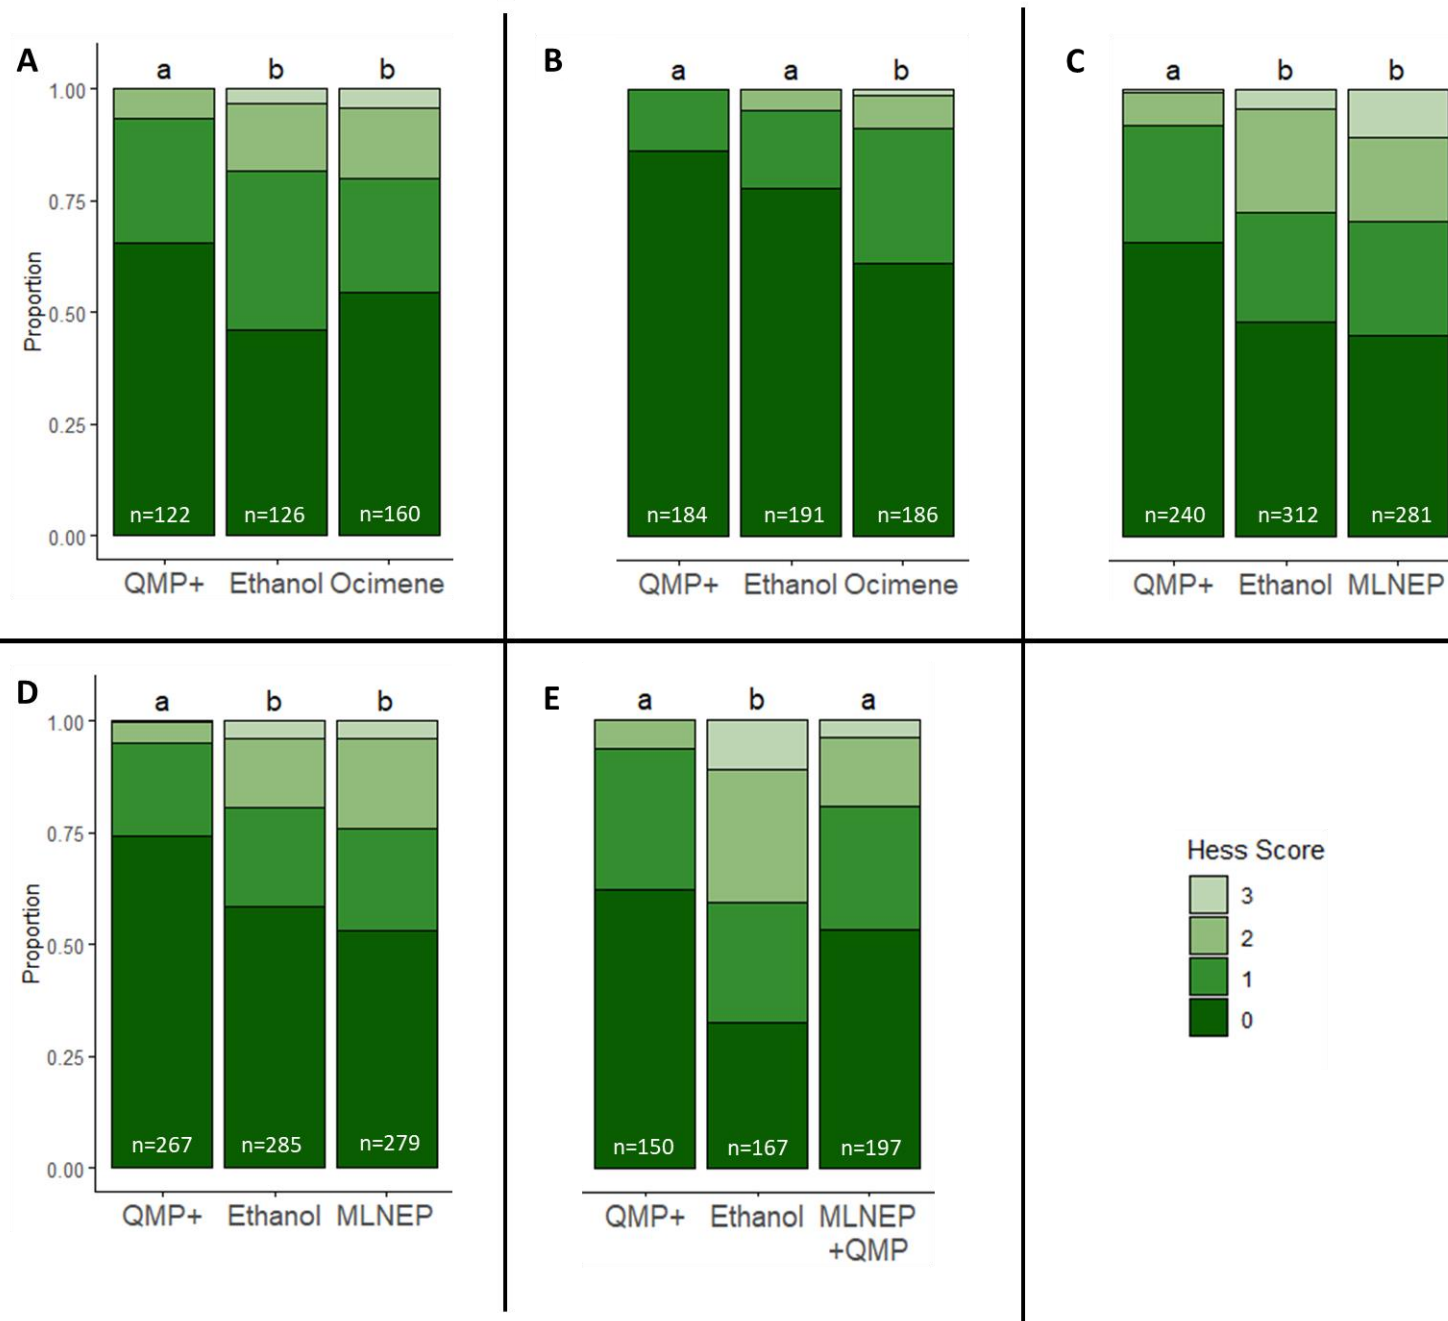 A
a b b
1.00
0.75
0.50
0.25
0.00
Proportion
n=122 n=126 n=160
QMP+ Ethanol Ocimene
B
a a b
n=184 n=191 n=186
QMP+ Ethanol Ocimene
C
a b b
n=240 n=312 n=281
QMP+ Ethanol MLNEP
D
a b b
1.00
0.75
0.50
0.25
0.00
Proportion
n=267 n=285 n=279
QMP+ Ethanol MLNEP
E
a b a
n=150 n=167 n=197
QMP+ Ethanol MLNEP
+QMP
Hess Score
3
2
1
0